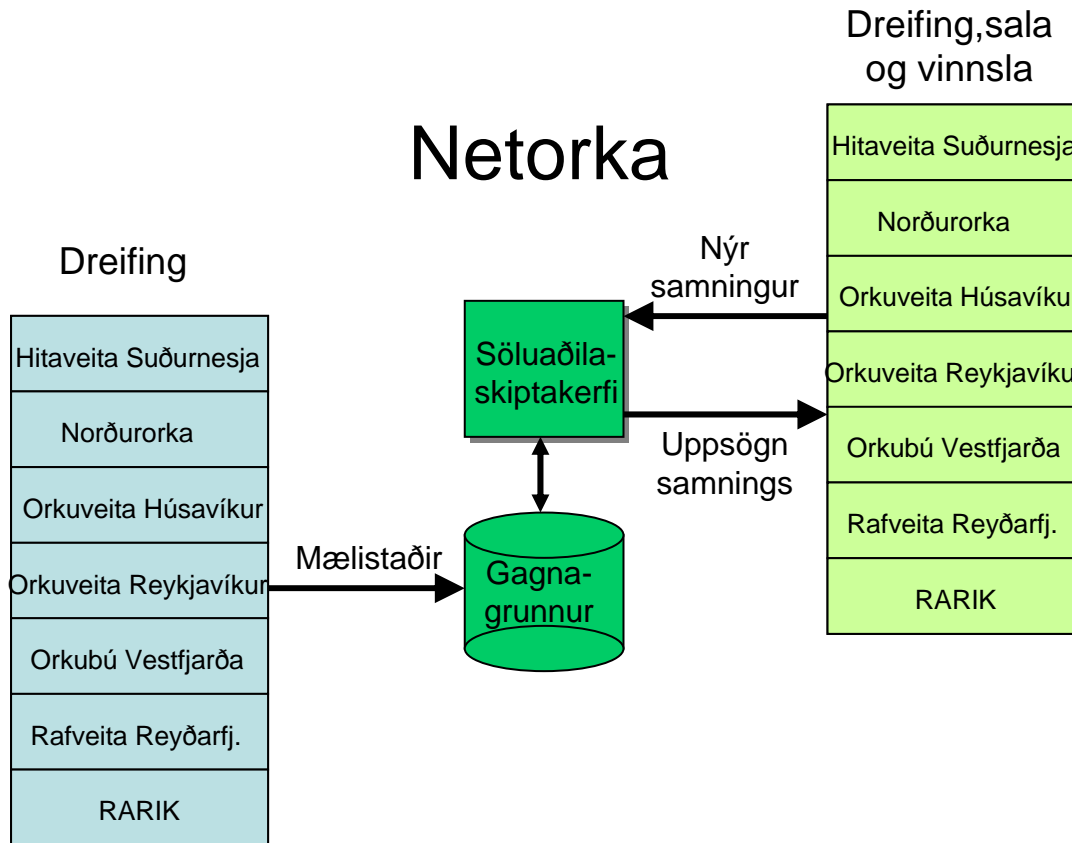 Netorka
Dreifing
Hitaveita Suðurnesja
Norðurorka
Orkuveita Húsavíkur
Orkuveita Reykjavíkur
Orkubú Vestfjarða
Rafveita Reyðarfj.
RARIK
Mælistaðir
Söluaðila-
skiptakerfi
Gagna-
grunnur
Nýr
samningur
Uppsögn
samnings
Dreifing,sala
og vinnsla
Hitaveita Suðurnesja
Norðurorka
Orkuveita Húsavíku
Orkuveita Reykjavíku
Orkubú Vestfjarða
Rafveita Reyðarfj.
RARIK